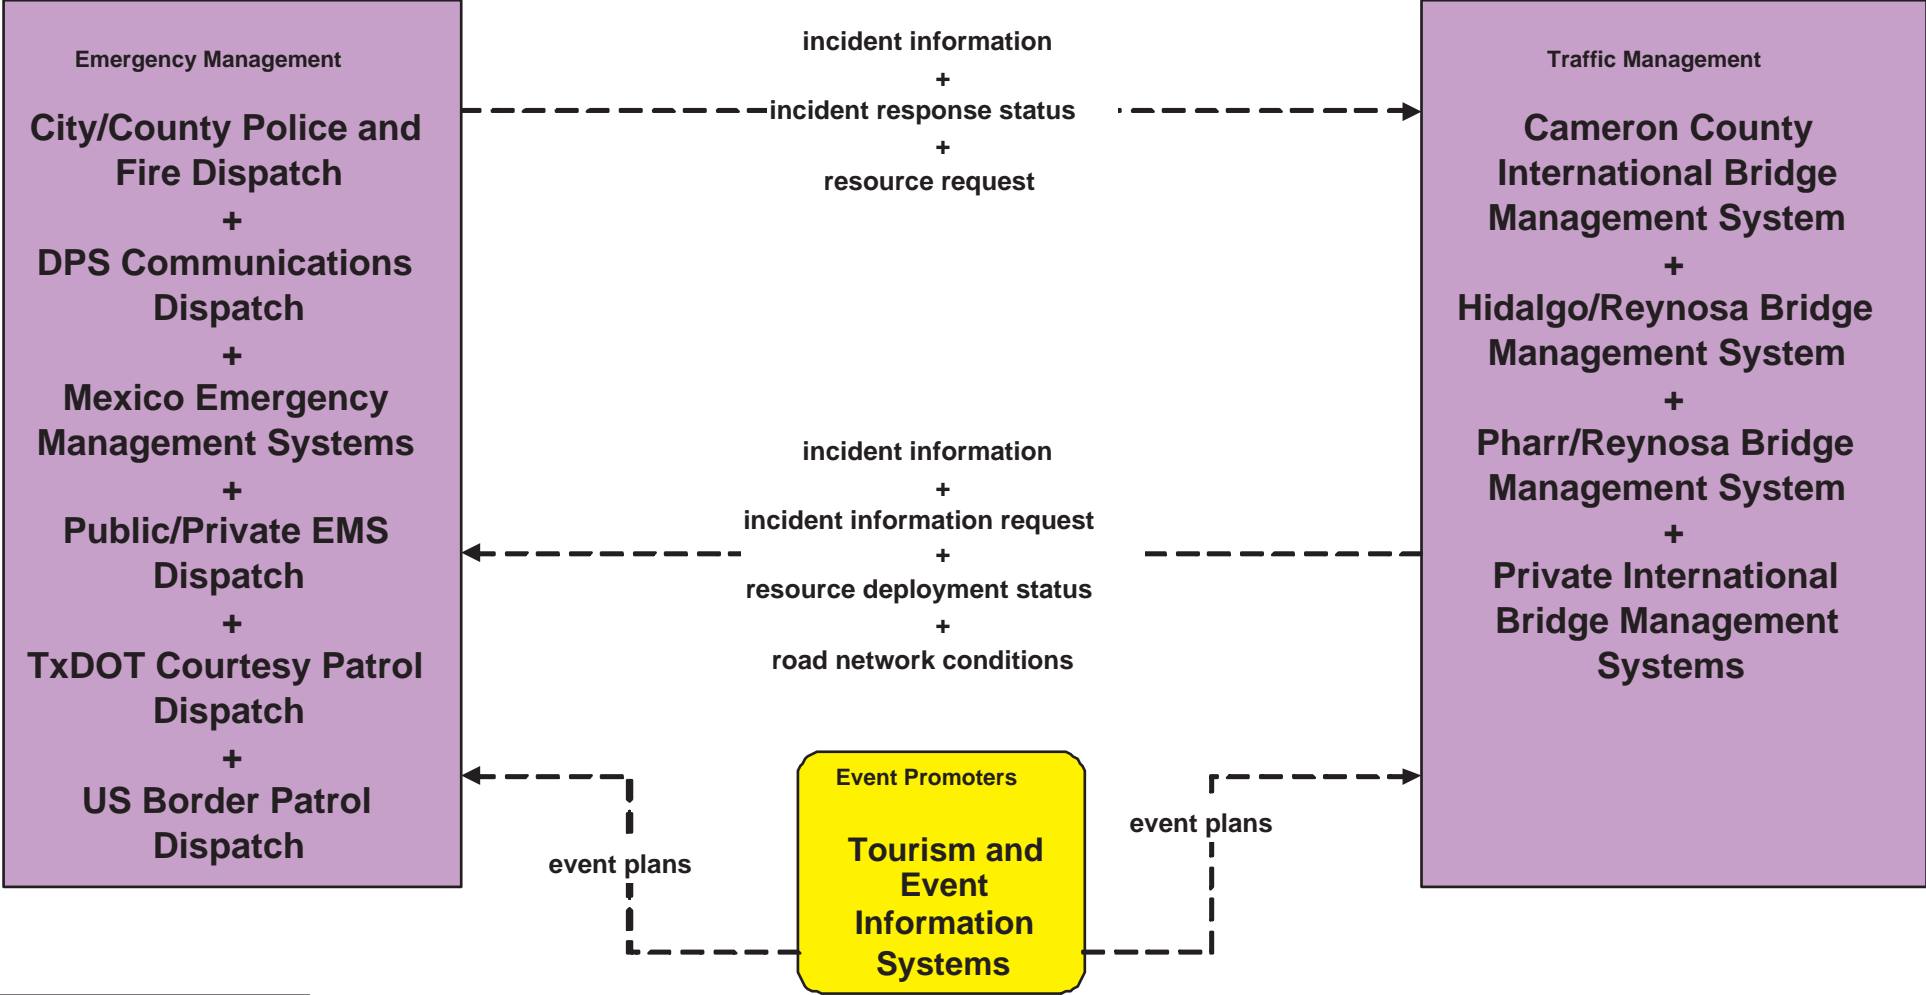 Emergency Management
City/County Police and
Fire Dispatch
+
DPS Communications
Dispatch
+
Mexico Emergency
Management Systems
+
Public/Private EMS
Dispatch
+
TxDOT Courtesy Patrol
Dispatch
+
US Border Patrol
Dispatch
incident information
+
incident response status
+
resource request
incident information
+
incident information request
+
resource deployment status
+
road network conditions
event plans
Event Promoters
Tourism and
Event
Information
Systems
event plans
Traffic Management
Cameron County
International Bridge
Management System
+
Hidalgo/Reynosa Bridge
Management System
+
Pharr/Reynosa Bridge
Management System
+
Private International
Bridge Management
Systems